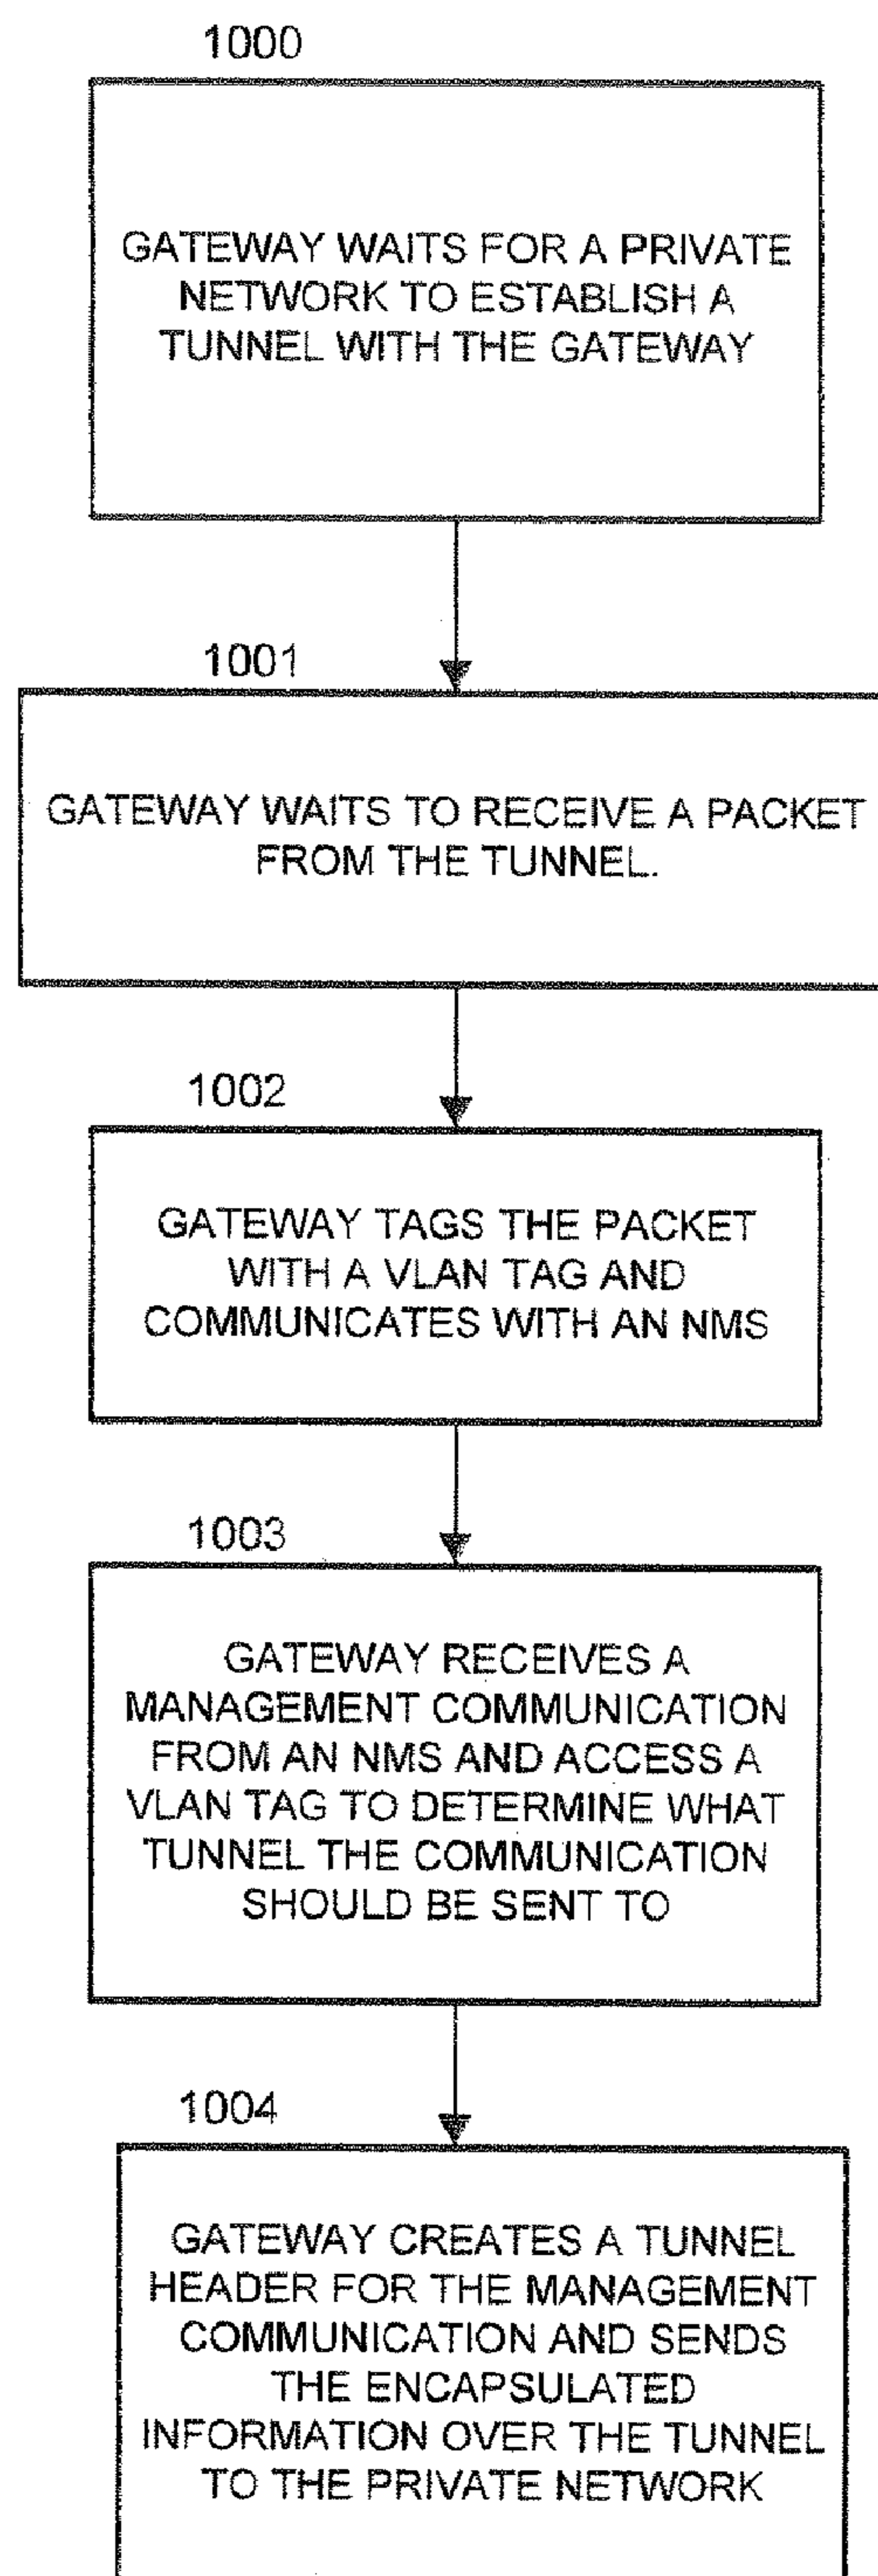 1000
GATEWAY WAITS FOR A PRIVATE
NETWORK TO ESTABLISH A
TUNNEL WITH THE GATEWAY
1001
GATEWAY WAITS TO RECEIVE A PACKET
FROM THE TUNNEL.
1002
GATEWAY TAGS THE PACKET
WITH A VLAN TAG AND
COMMUNICATES WITH AN NMS
1003
GATEWAY RECEIVES A
MANAGEMENT COMMUNICATION
FROM AN NMS AND ACCESS A
VLAN TAG TO DETERMINE WHAT
TUNNEL THE COMMUNICATION
SHOULD BE SENT TO
1004
GATEWAY CREATES A TUNNEL
HEADER FOR THE MANAGEMENT
COMMUNICATION AND SENDS
THE ENCAPSULATED
INFORMATION OVER THE TUNNEL
TO THE PRIVATE NETWORK